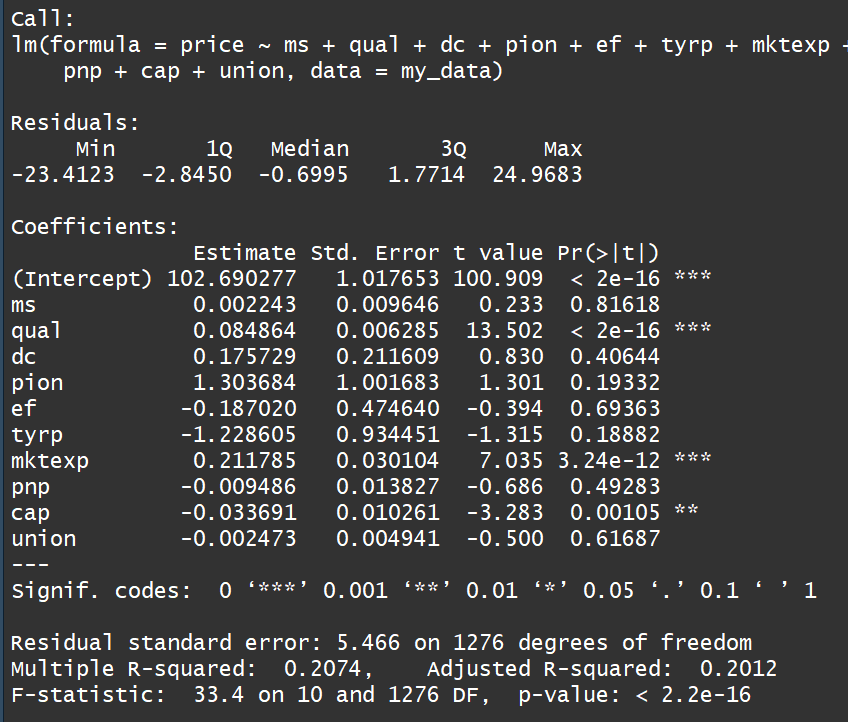 Call:
lm(formula = price ~ ms + qual + dc + pion + ef + tyrp + mktexp +
    pnp + cap + union, data = my_data)

Residuals:
     Min       1Q   Median       3Q      Max
-23.4123  -2.8450  -0.6995   1.7714  24.9683

Coefficients:
              Estimate Std. Error t value Pr(>|t|)
(Intercept) 102.690277   1.017653 100.909  < 2e-16 ***
ms            0.002243   0.009646   0.233  0.81618
qual          0.084864   0.006285  13.502  < 2e-16 ***
dc            0.175729   0.211609   0.830  0.40644
pion          1.303684   1.001683   1.301  0.19332
ef           -0.187020   0.474640  -0.394  0.69363
tyrp         -1.228605   0.934451  -1.315  0.18882
mktexp        0.211785   0.030104   7.035 3.24e-12 ***
pnp          -0.009486   0.013827  -0.686  0.49283
cap          -0.033691   0.010261  -3.283  0.00105 **
union        -0.002473   0.004941  -0.500  0.61687
---
Signif. codes:  0 ‘***’ 0.001 ‘**’ 0.01 ‘*’ 0.05 ‘.’ 0.1 ‘ ’ 1

Residual standard error: 5.466 on 1276 degrees of freedom
Multiple R-squared:  0.2074,    Adjusted R-squared:  0.2012
F-statistic:  33.4 on 10 and 1276 DF,  p-value: < 2.2e-16